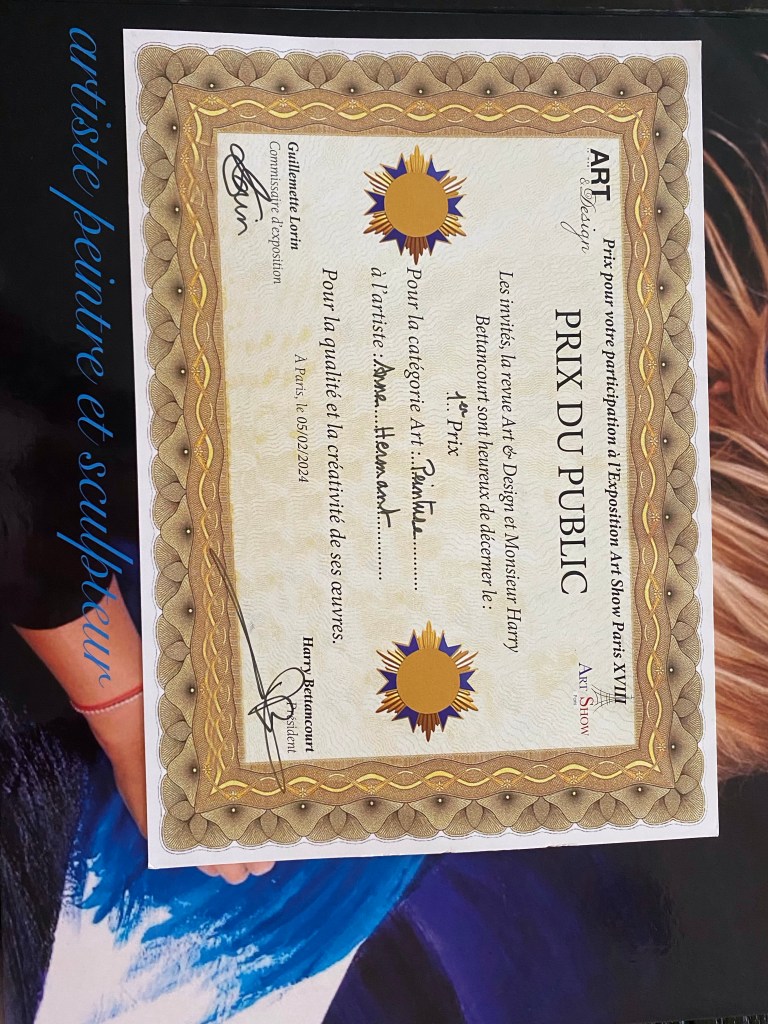 Prix pour votre participation à l'Exposition Art Show Paris XVIII
ART
& Design
ART SHOW
PRIX DU PUBLIC
Les invités, la revue Art & Design et Monsieur Harry
Bettancourt sont heureux de décerner le :
1er Prix
Pour la catégorie Art : Peinture
à l'artiste : Anne Hermant
Pour la qualité et la créativité de ses œuvres.
À Paris, le 05/02/2024
Guillemette Lorin
Commissaire d'exposition
Harry Bettancourt
Président
artiste peintre et sculpteur